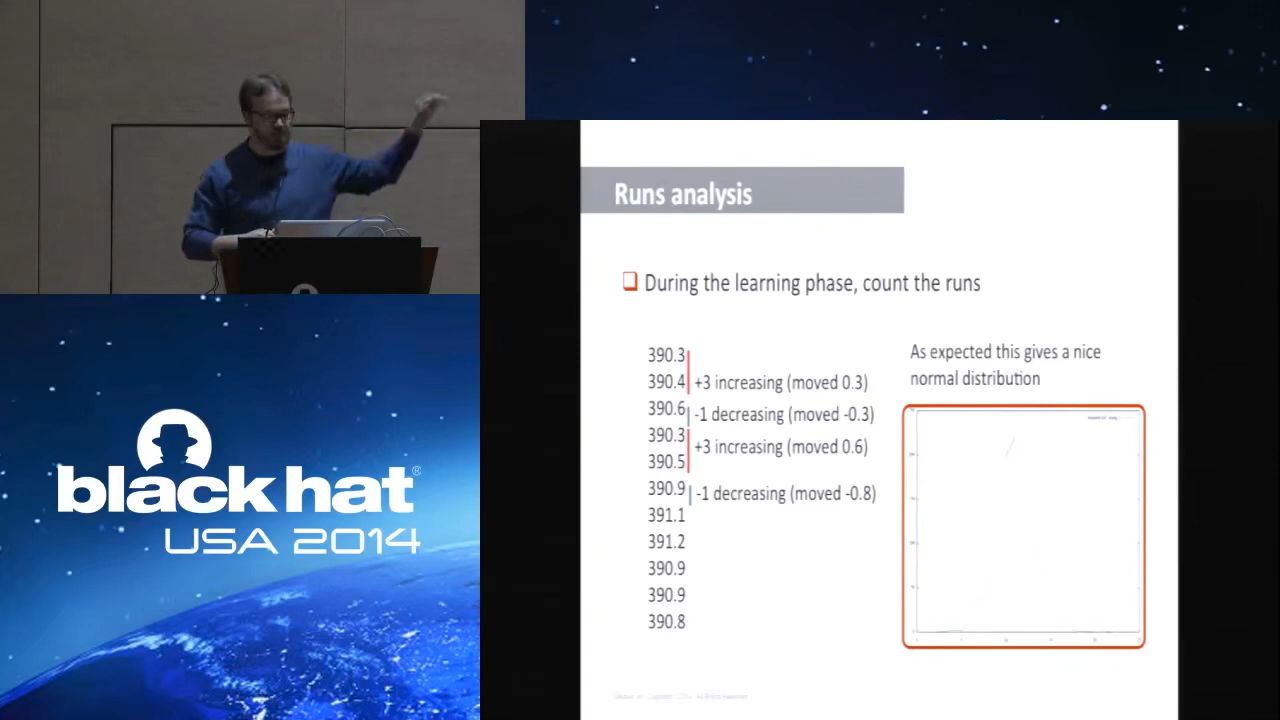 Runs analysis
During the learning phase, count the runs
390.3
390.4
390.6
390.3
390.5
390.9
391.1
391.2
390.9
390.9
390.8
+3 increasing (moved 0.3)
-1 decreasing (moved -0.3)
+3 increasing (moved 0.6)
-1 decreasing (moved -0.8)
As expected this gives a nice
normal distribution
black hat®
USA 2014